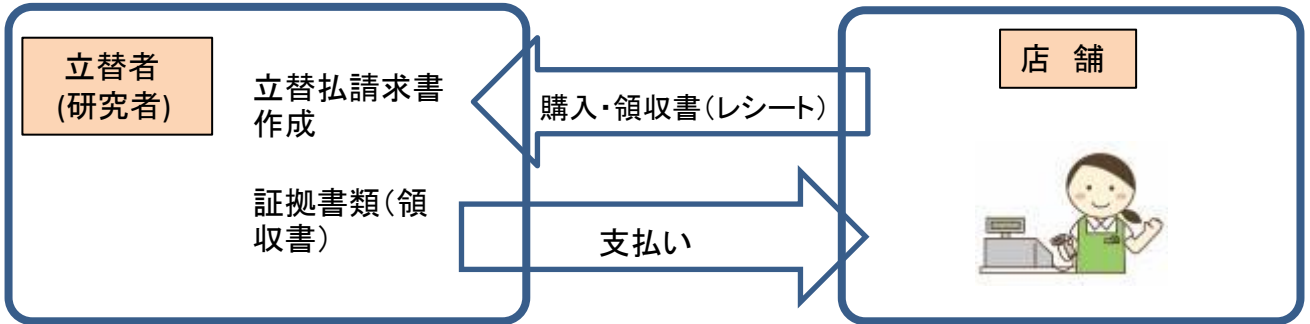 立替者
(研究者)
立替払請求書
作成
証拠書類(領
収書)
購入・領収書(レシート)
支払い
店　舗